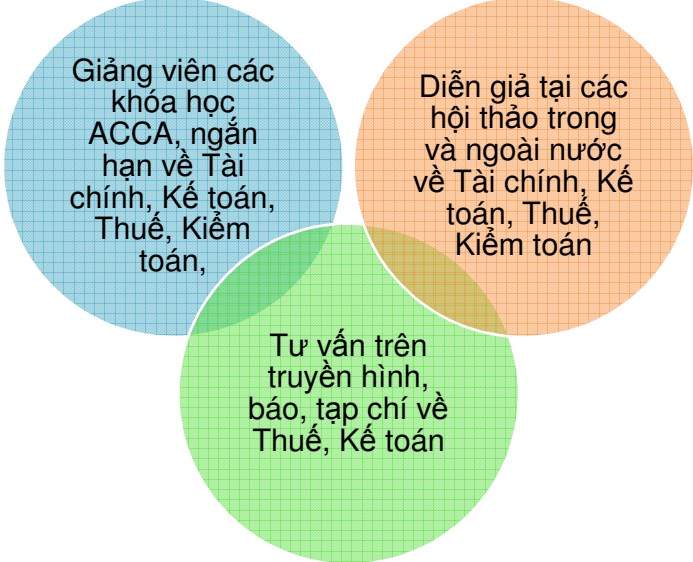 Giảng viên các
khóa học
ACCA, ngắn
hạn về Tài
chính, Kế toán,
Thuế, Kiểm
toán,
Diễn giả tại các
hội thảo trong
và ngoài nước
về Tài chính, Kế
toán, Thuế,
Kiểm toán
Tư vấn trên
truyền hình,
báo, tạp chí về
Thuế, Kế toán